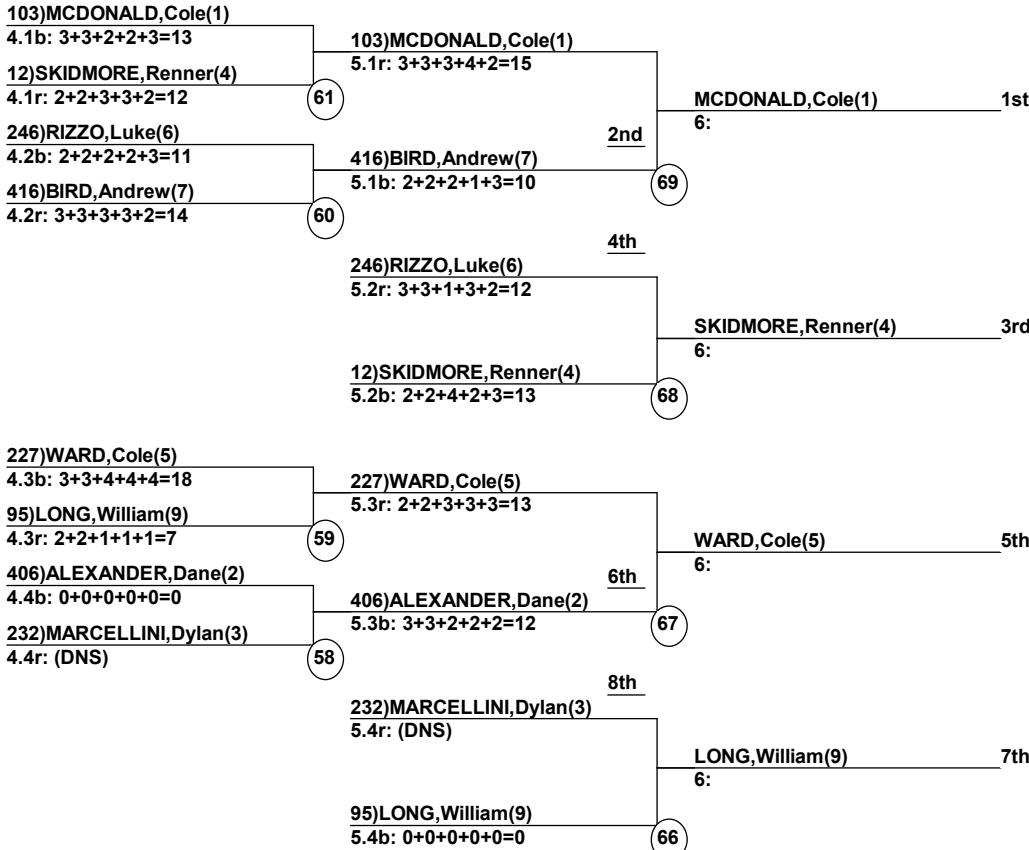 103)MCDONALD,Cole(1)
4.1b: 3+3+2+2+3=13
12)SKIDMORE,Renner(4)
4.1r: 2+2+3+3+2=12
61
246)RIZZO,Luke(6)
4.2b: 2+2+2+2+3=11
416)BIRD,Andrew(7)
4.2r: 3+3+3+3+2=14
60
103)MCDONALD,Cole(1)
5.1r: 3+3+3+4+2=15
416)BIRD,Andrew(7)
5.1b: 2+2+2+1+3=10
2nd
69
MCDONALD,Cole(1)
6:
1st
246)RIZZO,Luke(6)
5.2r: 3+3+1+3+2=12
12)SKIDMORE,Renner(4)
5.2b: 2+2+4+2+3=13
4th
68
SKIDMORE,Renner(4)
6:
3rd
227)WARD,Cole(5)
4.3b: 3+3+4+4+4=18
95)LONG,William(9)
4.3r: 2+2+1+1+1=7
59
406)ALEXANDER,Dane(2)
4.4b: 0+0+0+0+0=0
232)MARCELLINI,Dylan(3)
4.4r: (DNS)
58
227)WARD,Cole(5)
5.3r: 2+2+3+3+3=13
406)ALEXANDER,Dane(2)
5.3b: 3+3+2+2+2=12
6th
67
WARD,Cole(5)
6:
5th
232)MARCELLINI,Dylan(3)
5.4r: (DNS)
95)LONG,William(9)
5.4b: 0+0+0+0+0=0
8th
66
LONG,William(9)
6:
7th